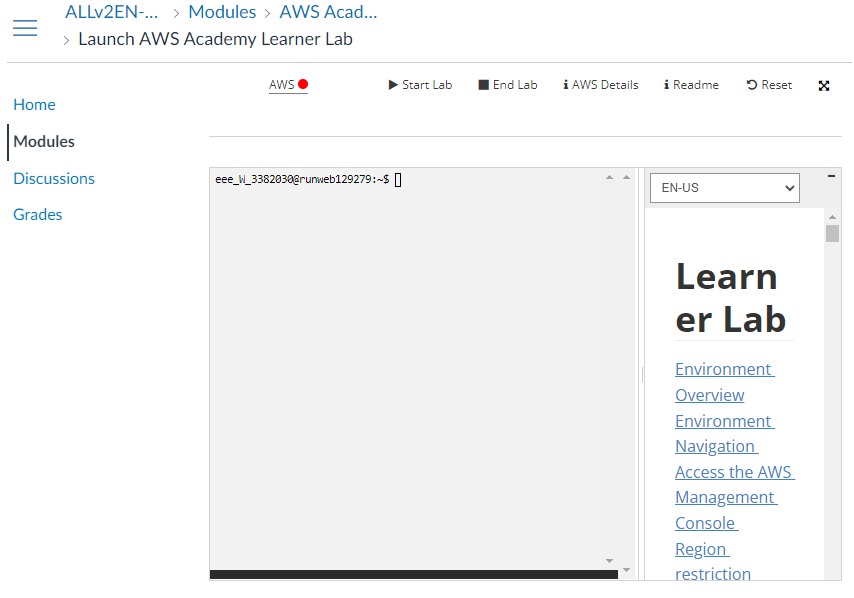 ALLv2EN-... > Modules > AWS Acad...
> Launch AWS Academy Learner Lab
AWS Start Lab End Lab AWS Details Readme Reset
Home
Modules
Discussions
Grades
eee_W_3382030@runweb129279:~$
EN-US
Learn
er Lab
Environment
Overview
Environment
Navigation
Access the AWS
Management
Console
Region
restriction